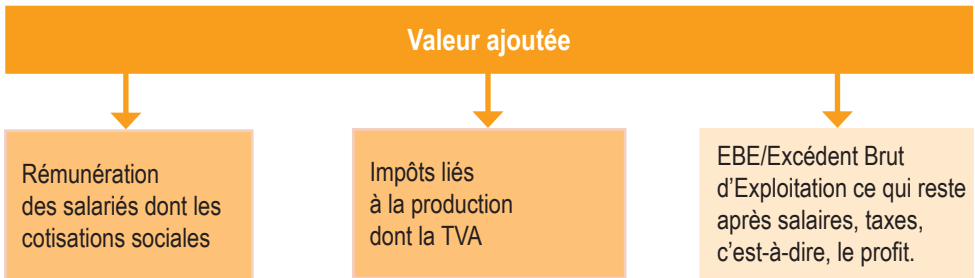 Valeur ajoutée
Rémunération
des salariés dont les
cotisations sociales
Impôts liés
à la production
dont la TVA
EBE/Excédent Brut
d’Exploitation ce qui reste
après salaires, taxes,
c’est-à-dire, le profit.